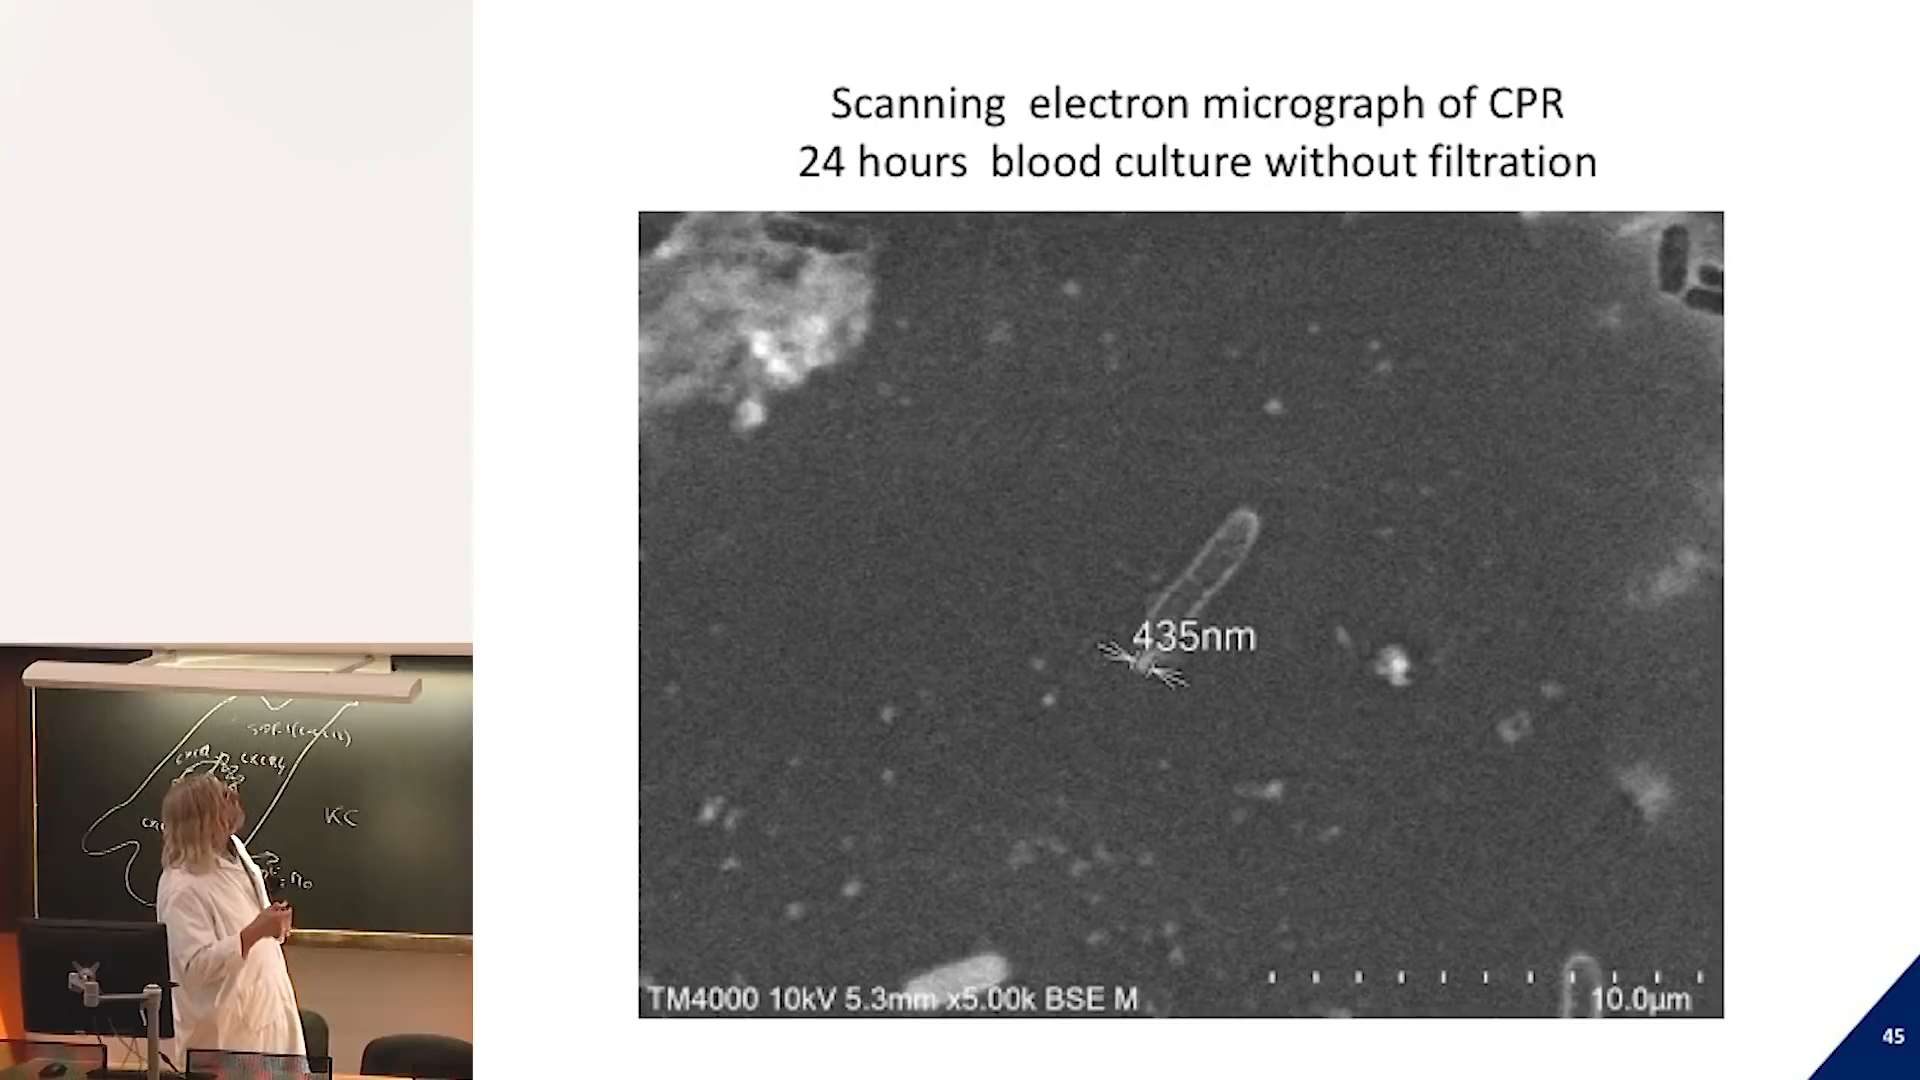 Scanning electron micrograph of CPR
24 hours blood culture without filtration
435nm
TM4000 10kV 5.3mm x5.00k BSE M
10.0µm
45
KC